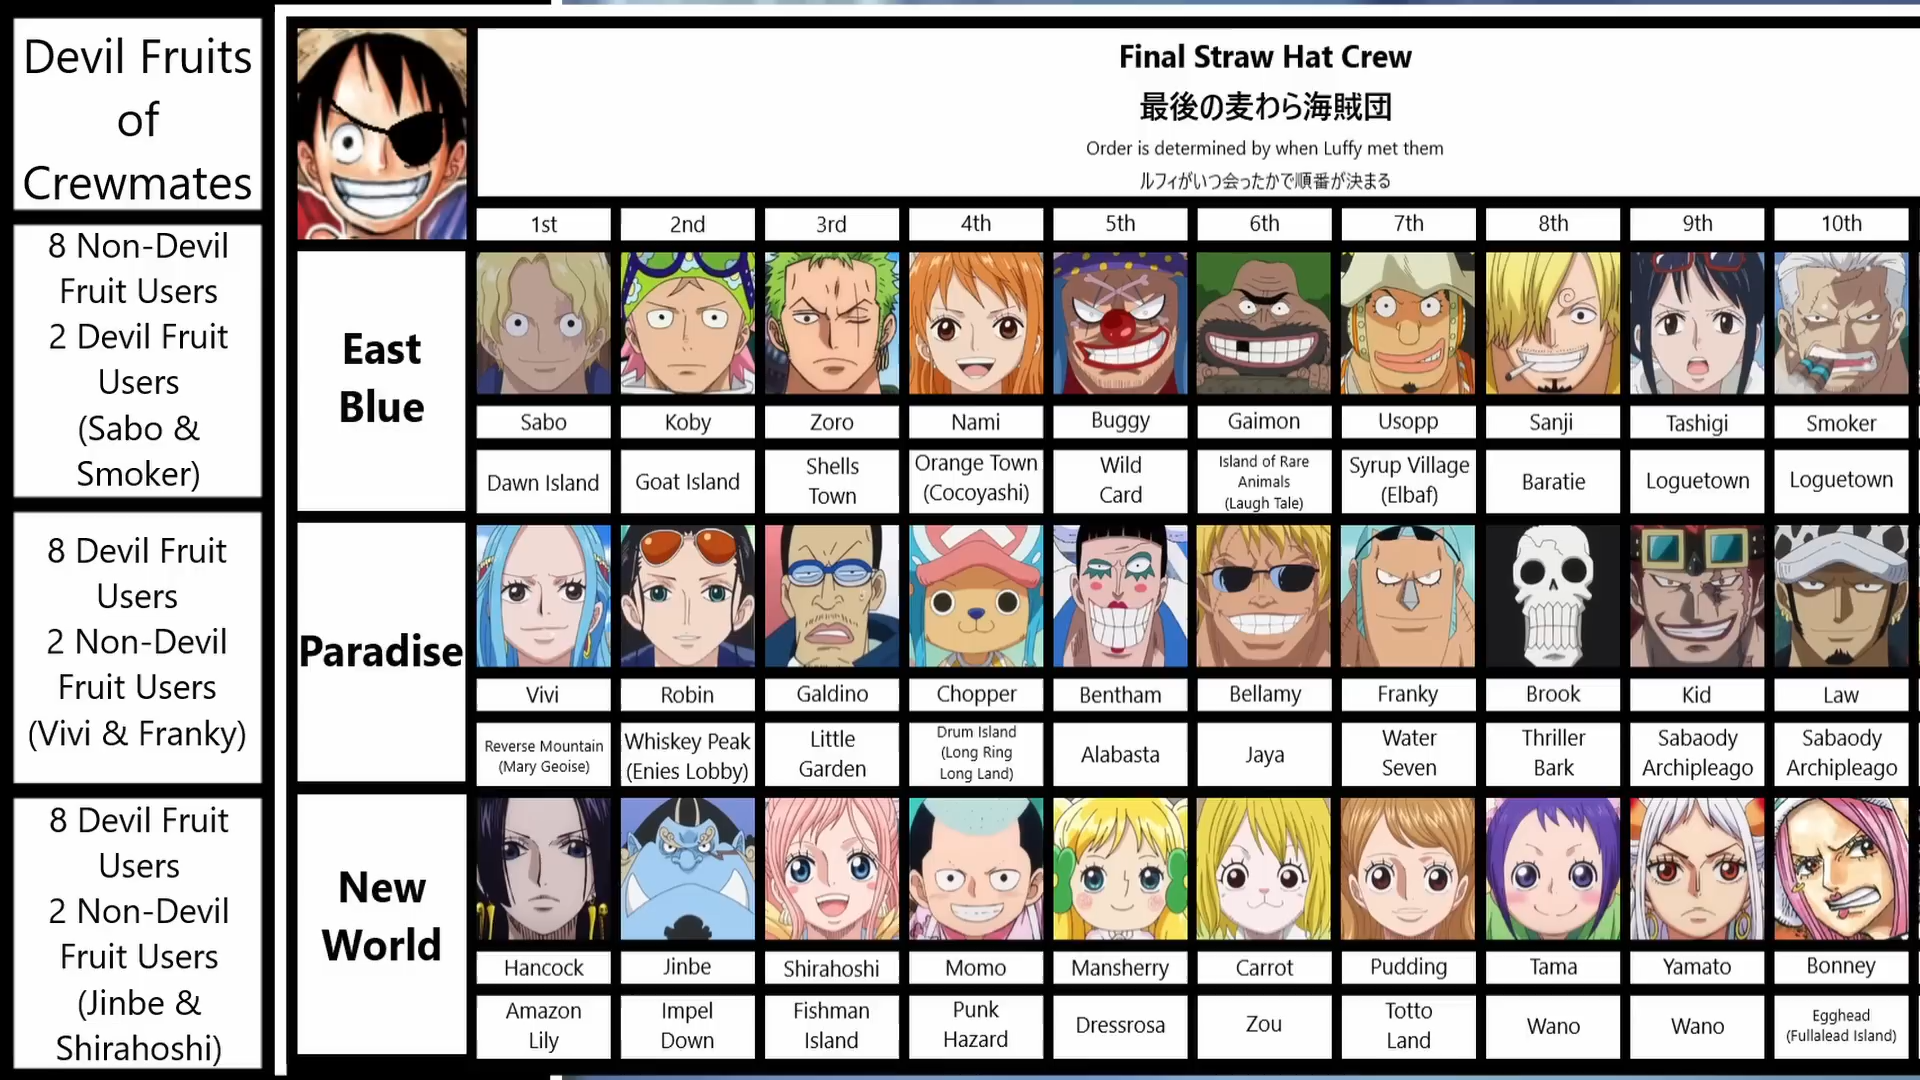 Devil Fruits
of
Crewmates
8 Non-Devil
Fruit Users
2 Devil Fruit
Users
(Sabo &
Smoker)
8 Devil Fruit
Users
2 Non-Devil
Fruit Users
(Vivi & Franky)
8 Devil Fruit
Users
2 Non-Devil
Fruit Users
(Jinbe &
Shirahoshi)
Final Straw Hat Crew
最後の麦わら海賊団
Order is determined by when Luffy met them
ルフィがいつ会ったかで順番が決まる
1st
2nd
3rd
4th
5th
6th
7th
8th
9th
10th
East
Blue
Sabo
Koby
Zoro
Nami
Buggy
Gaimon
Usopp
Sanji
Tashigi
Smoker
Dawn Island
Goat Island
Shells
Town
Orange Town
(Cocoyashi)
Wild
Card
Island of Rare
Animals
(Laugh Tale)
Syrup Village
(Elbaf)
Baratie
Loguetown
Loguetown
Paradise
Vivi
Robin
Galdino
Chopper
Bentham
Bellamy
Franky
Brook
Kid
Law
Reverse Mountain
(Mary Geoise)
Whiskey Peak
(Enies Lobby)
Little
Garden
Drum Island
(Long Ring
Long Land)
Alabasta
Jaya
Water
Seven
Thriller
Bark
Sabaody
Archipleago
Sabaody
Archipleago
New
World
Hancock
Jinbe
Shirahoshi
Momo
Mansherry
Carrot
Pudding
Tama
Yamato
Bonney
Amazon
Lily
Impel
Down
Fishman
Island
Punk
Hazard
Dressrosa
Zou
Totto
Land
Wano
Wano
Egghead
(Fullalead Island)